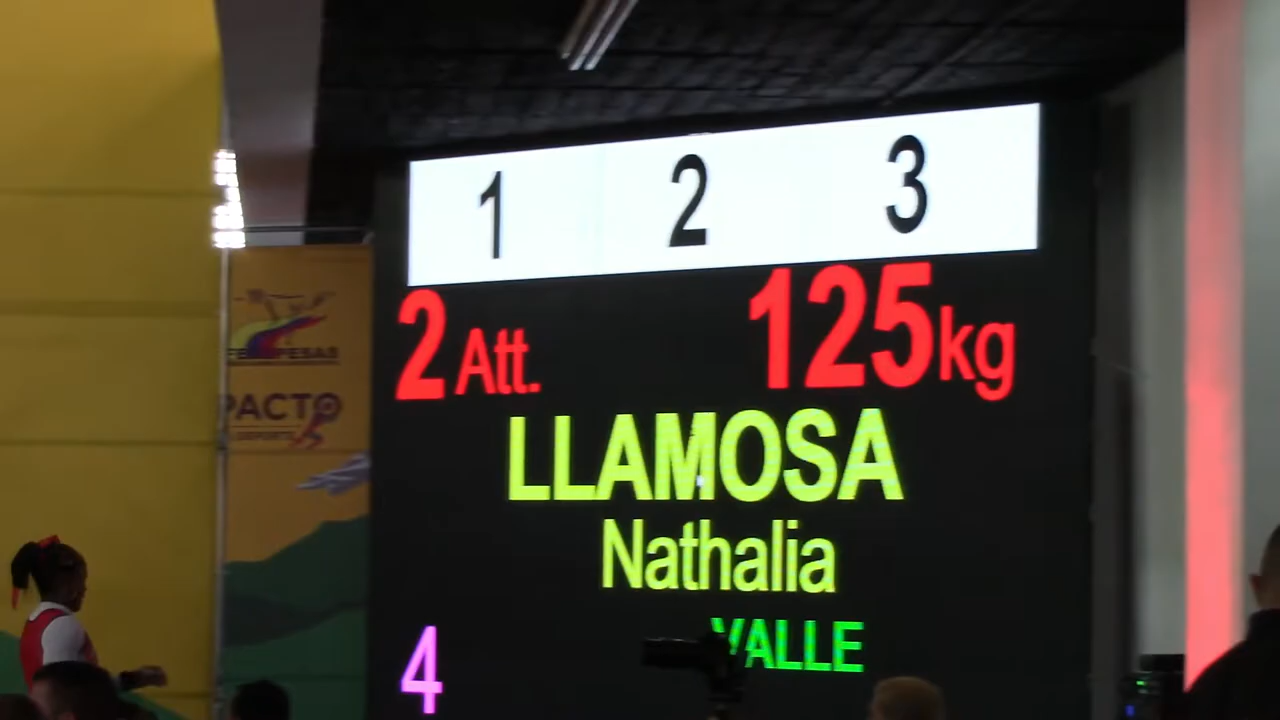 1 2 3
2 Att. 125kg
LLAMOSA
Nathalia
4 VALLE
PACTO